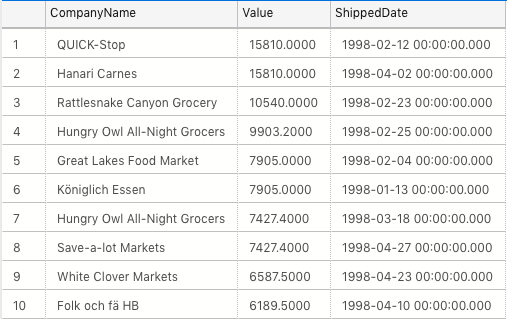 CompanyName Value ShippedDate
1 QUICK-Stop 15810.0000 1998-02-12 00:00:00.000
2 Hanari Carnes 15810.0000 1998-04-02 00:00:00.000
3 Rattlesnake Canyon Grocery 10540.0000 1998-02-23 00:00:00.000
4 Hungry Owl All-Night Grocers 9903.2000 1998-02-25 00:00:00.000
5 Great Lakes Food Market 7905.0000 1998-02-04 00:00:00.000
6 Königlich Essen 7905.0000 1998-01-13 00:00:00.000
7 Hungry Owl All-Night Grocers 7427.4000 1998-03-18 00:00:00.000
8 Save-a-lot Markets 7427.4000 1998-04-27 00:00:00.000
9 White Clover Markets 6587.5000 1998-04-23 00:00:00.000
10 Folk och fä HB 6189.5000 1998-04-10 00:00:00.000